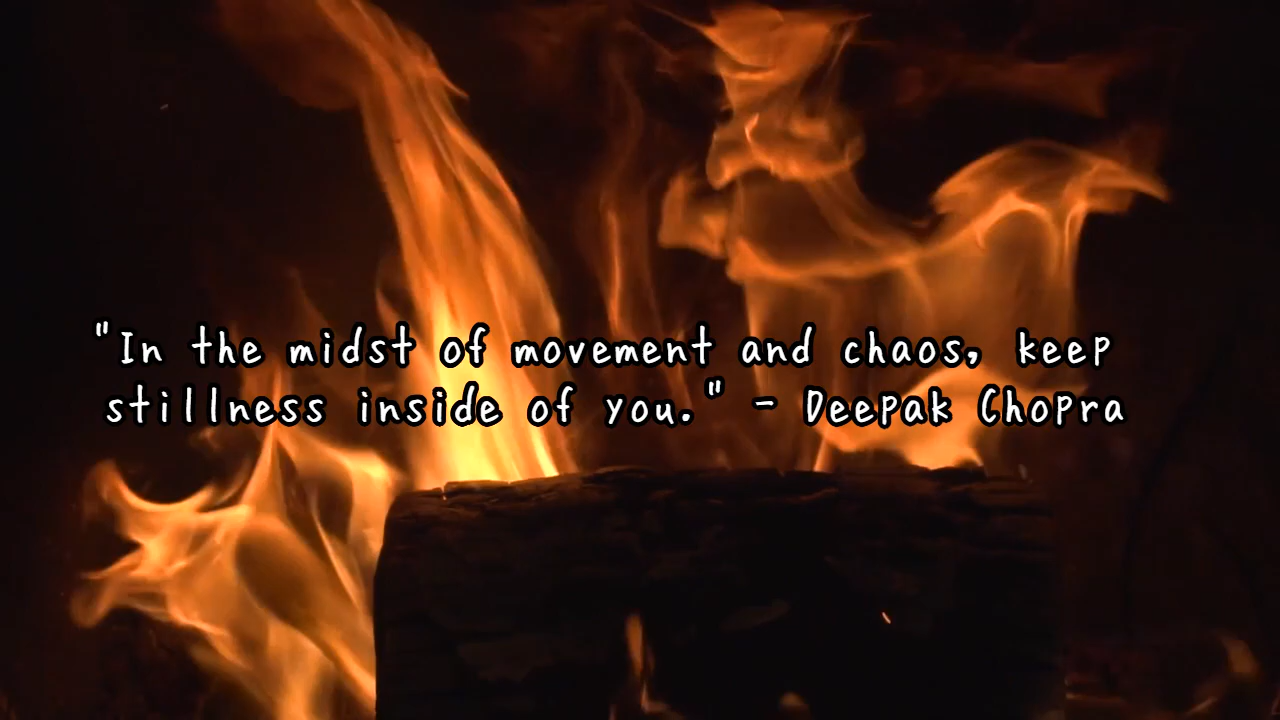 "In the midst of movement and chaos, keep
stillness inside of you." - Deepak Chopra